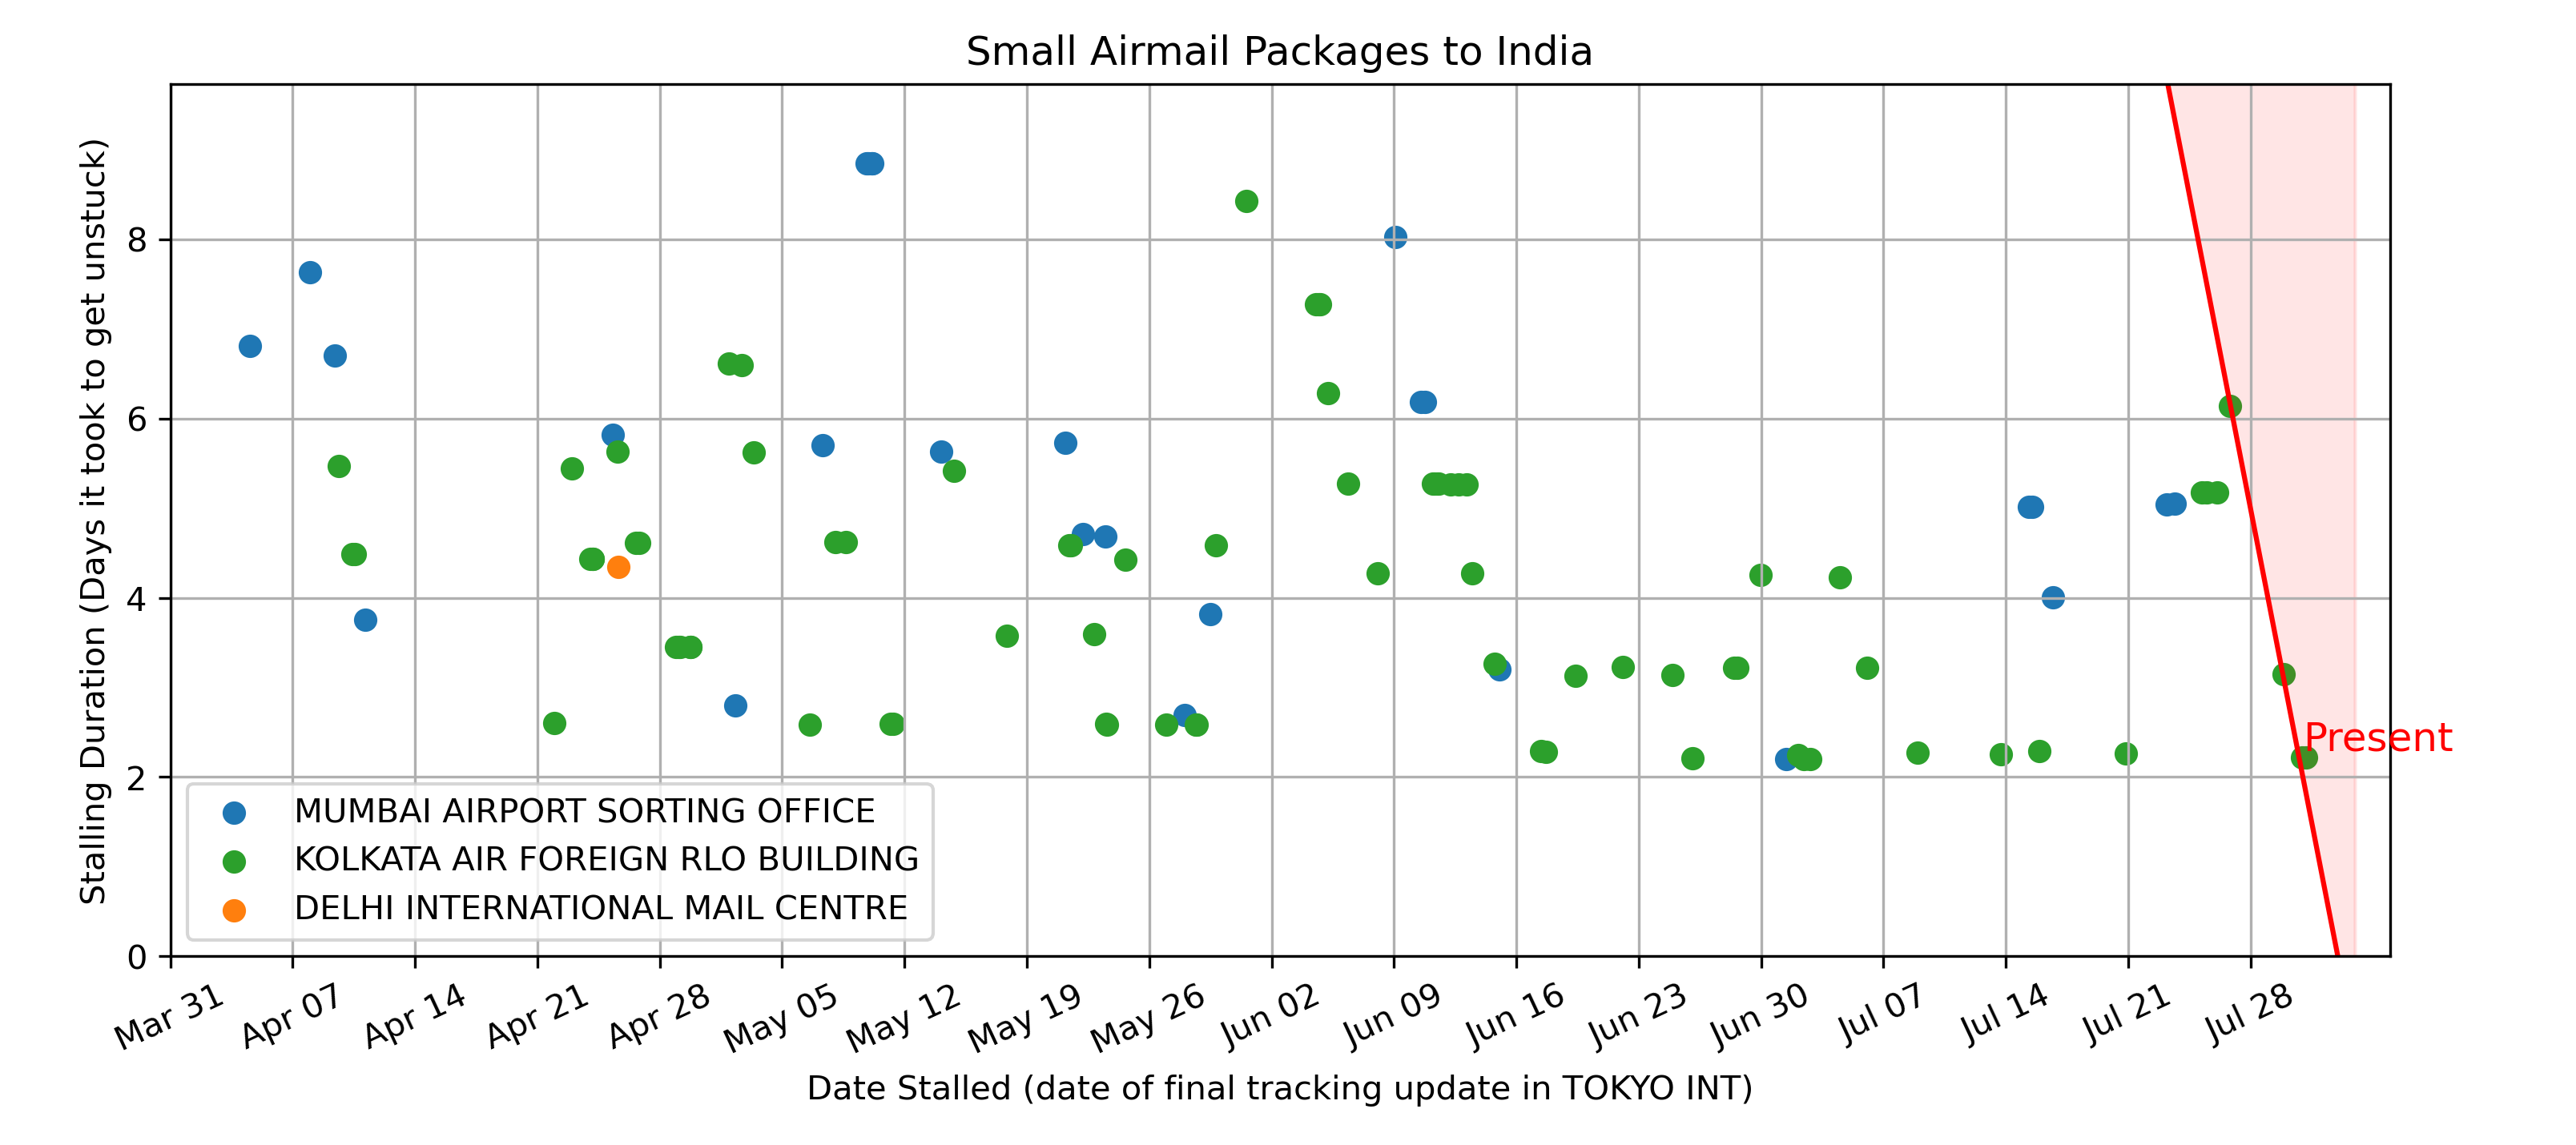 Small Airmail Packages to India
Stalling Duration (Days it took to get unstuck)
8
6
4
2
0
Present
MUMBAI AIRPORT SORTING OFFICE
KOLKATA AIR FOREIGN RLO BUILDING
DELHI INTERNATIONAL MAIL CENTRE
Mar 31
Apr 07
Apr 14
Apr 21
Apr 28
May 05
May 12
May 19
May 26
Jun 02
Jun 09
Jun 16
Jun 23
Jun 30
Jul 07
Jul 14
Jul 21
Jul 28
Date Stalled (date of final tracking update in TOKYO INT)